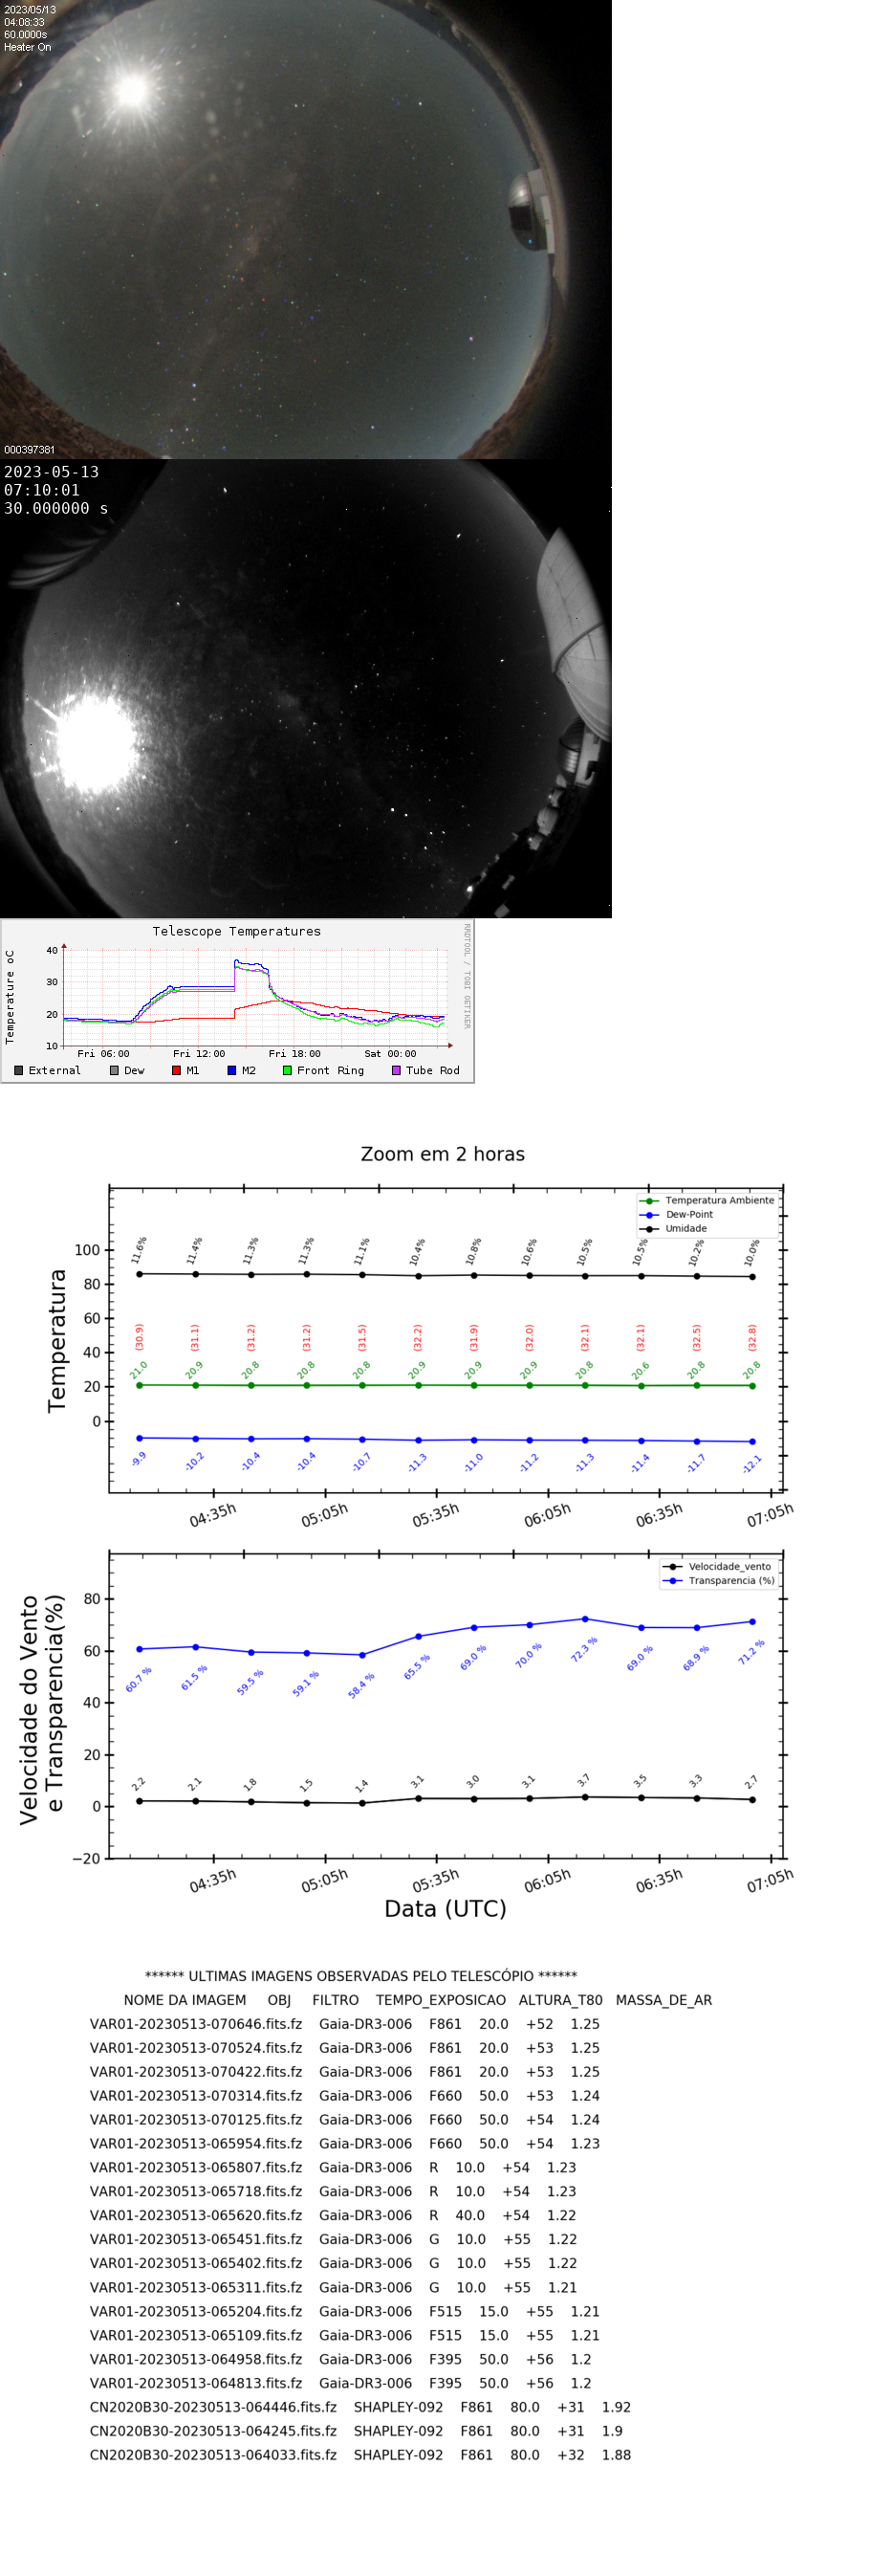 2023/05/13
04:08:33
60.0000s
Heater On
000397381
2023-05-13
07:10:01
30.000000 s
Telescope Temperatures
RRDTOOL / TOBI OETIKER
Temperature oC
40
30
20
10
Fri 06:00 Fri 12:00 Fri 18:00 Sat 00:00
External Dew M1 M2 Front Ring Tube Rod
Zoom em 2 horas
Temperatura Ambiente
Dew-Point
Umidade
Temperatura
100
80
60
40
20
0
11.6% 11.4% 11.3% 11.3% 11.1% 10.4% 10.8% 10.6% 10.5% 10.5% 10.2% 10.0%
(30.9) (31.1) (31.2) (31.2) (31.5) (32.2) (31.9) (32.0) (32.1) (32.1) (32.5) (32.8)
21.0 20.9 20.8 20.8 20.8 20.9 20.9 20.9 20.8 20.6 20.8 20.8
-9.9 -10.2 -10.4 -10.4 -10.7 -11.3 -11.0 -11.2 -11.3 -11.4 -11.7 -12.1
04:35h 05:05h 05:35h 06:05h 06:35h 07:05h
Velocidade_vento
Transparencia (%)
Velocidade do Vento
e Transparencia(%)
80
60
40
20
0
−20
60.7 % 61.5 % 59.5 % 59.1 % 58.4 % 65.5 % 69.0 % 70.0 % 72.3 % 69.0 % 68.9 % 71.2 %
2.2 2.1 1.8 1.5 1.4 3.1 3.0 3.1 3.7 3.5 3.3 2.7
04:35h 05:05h 05:35h 06:05h 06:35h 07:05h
Data (UTC)
****** ULTIMAS IMAGENS OBSERVADAS PELO TELESCÓPIO ******
NOME DA IMAGEM OBJ FILTRO TEMPO_EXPOSICAO ALTURA_T80 MASSA_DE_AR
VAR01-20230513-070646.fits.fz Gaia-DR3-006 F861 20.0 +52 1.25
VAR01-20230513-070524.fits.fz Gaia-DR3-006 F861 20.0 +53 1.25
VAR01-20230513-070422.fits.fz Gaia-DR3-006 F861 20.0 +53 1.25
VAR01-20230513-070314.fits.fz Gaia-DR3-006 F660 50.0 +53 1.24
VAR01-20230513-070125.fits.fz Gaia-DR3-006 F660 50.0 +54 1.24
VAR01-20230513-065954.fits.fz Gaia-DR3-006 F660 50.0 +54 1.23
VAR01-20230513-065807.fits.fz Gaia-DR3-006 R 10.0 +54 1.23
VAR01-20230513-065718.fits.fz Gaia-DR3-006 R 10.0 +54 1.23
VAR01-20230513-065620.fits.fz Gaia-DR3-006 R 40.0 +54 1.22
VAR01-20230513-065451.fits.fz Gaia-DR3-006 G 10.0 +55 1.22
VAR01-20230513-065402.fits.fz Gaia-DR3-006 G 10.0 +55 1.22
VAR01-20230513-065311.fits.fz Gaia-DR3-006 G 10.0 +55 1.21
VAR01-20230513-065204.fits.fz Gaia-DR3-006 F515 15.0 +55 1.21
VAR01-20230513-065109.fits.fz Gaia-DR3-006 F515 15.0 +55 1.21
VAR01-20230513-064958.fits.fz Gaia-DR3-006 F395 50.0 +56 1.2
VAR01-20230513-064813.fits.fz Gaia-DR3-006 F395 50.0 +56 1.2
CN2020B30-20230513-064446.fits.fz SHAPLEY-092 F861 80.0 +31 1.92
CN2020B30-20230513-064245.fits.fz SHAPLEY-092 F861 80.0 +31 1.9
CN2020B30-20230513-064033.fits.fz SHAPLEY-092 F861 80.0 +32 1.88